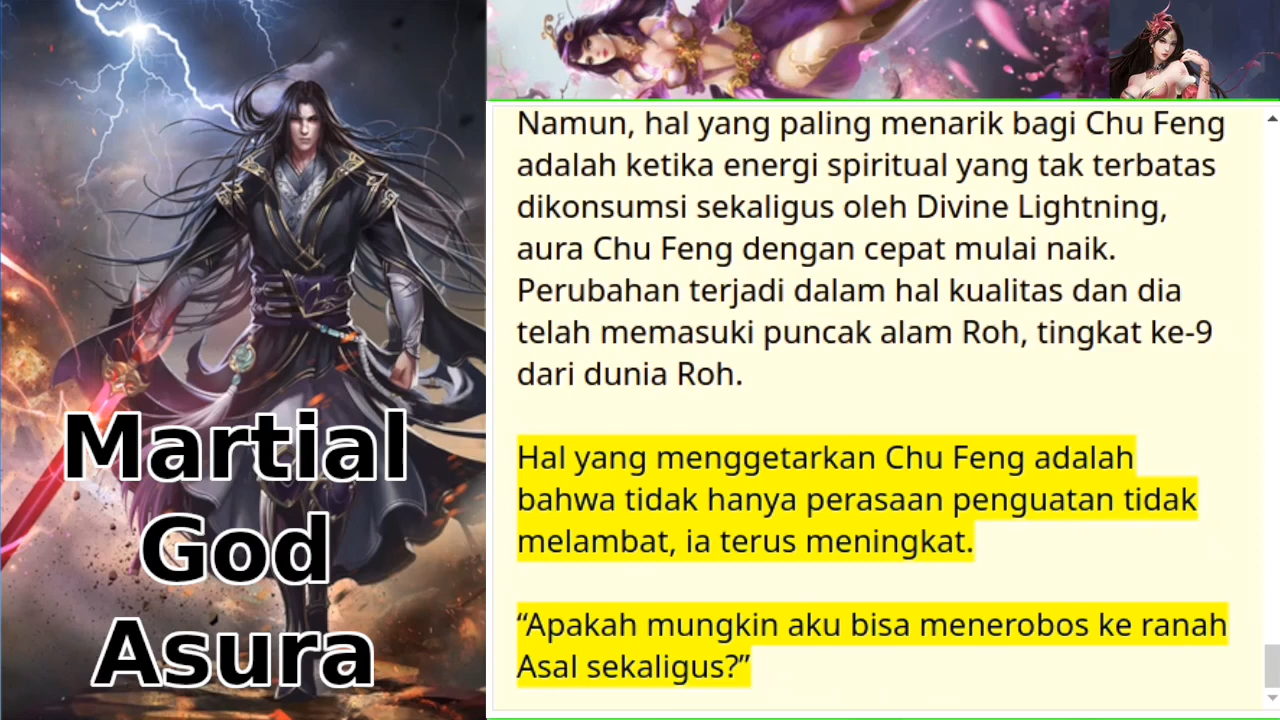 Martial
God
Asura
Namun, hal yang paling menarik bagi Chu Feng
adalah ketika energi spiritual yang tak terbatas
dikonsumsi sekaligus oleh Divine Lightning,
aura Chu Feng dengan cepat mulai naik.
Perubahan terjadi dalam hal kualitas dan dia
telah memasuki puncak alam Roh, tingkat ke-9
dari dunia Roh.
Hal yang menggetarkan Chu Feng adalah
bahwa tidak hanya perasaan penguatan tidak
melambat, ia terus meningkat.
“Apakah mungkin aku bisa menerobos ke ranah
Asal sekaligus?”